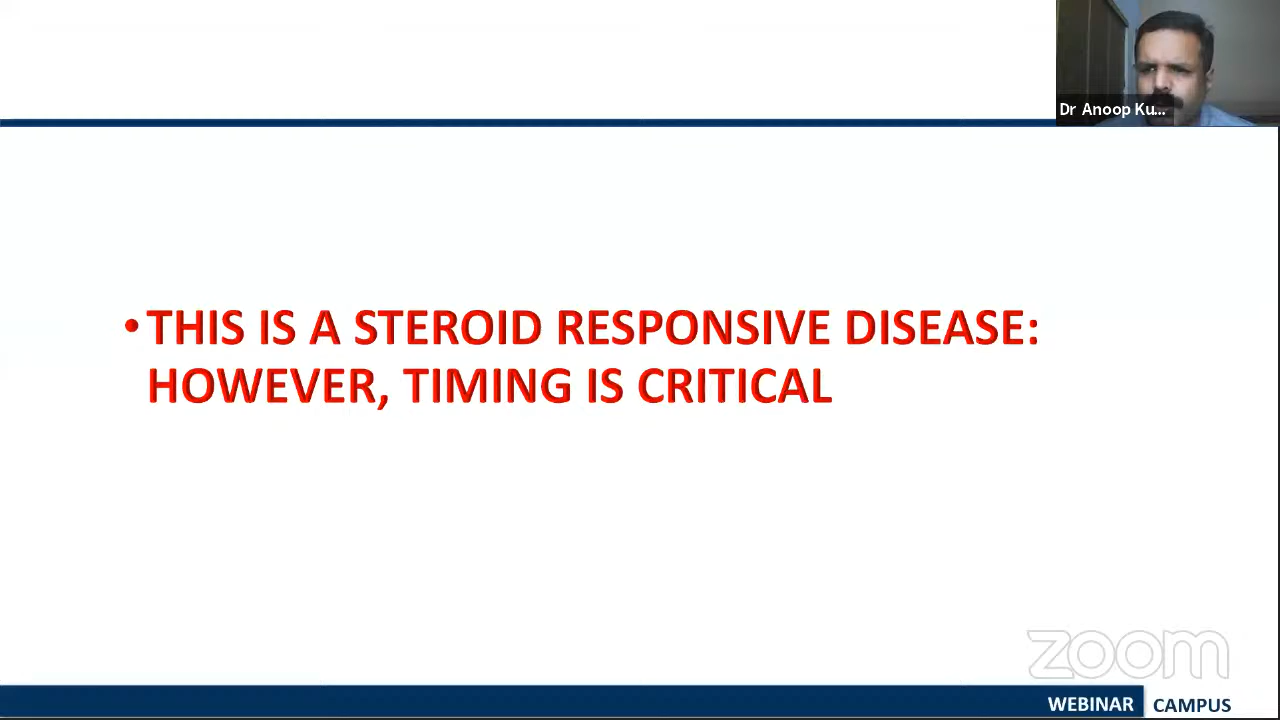 Dr Anoop Ku...
•THIS IS A STEROID RESPONSIVE DISEASE:
HOWEVER, TIMING IS CRITICAL
zoom
WEBINAR CAMPUS